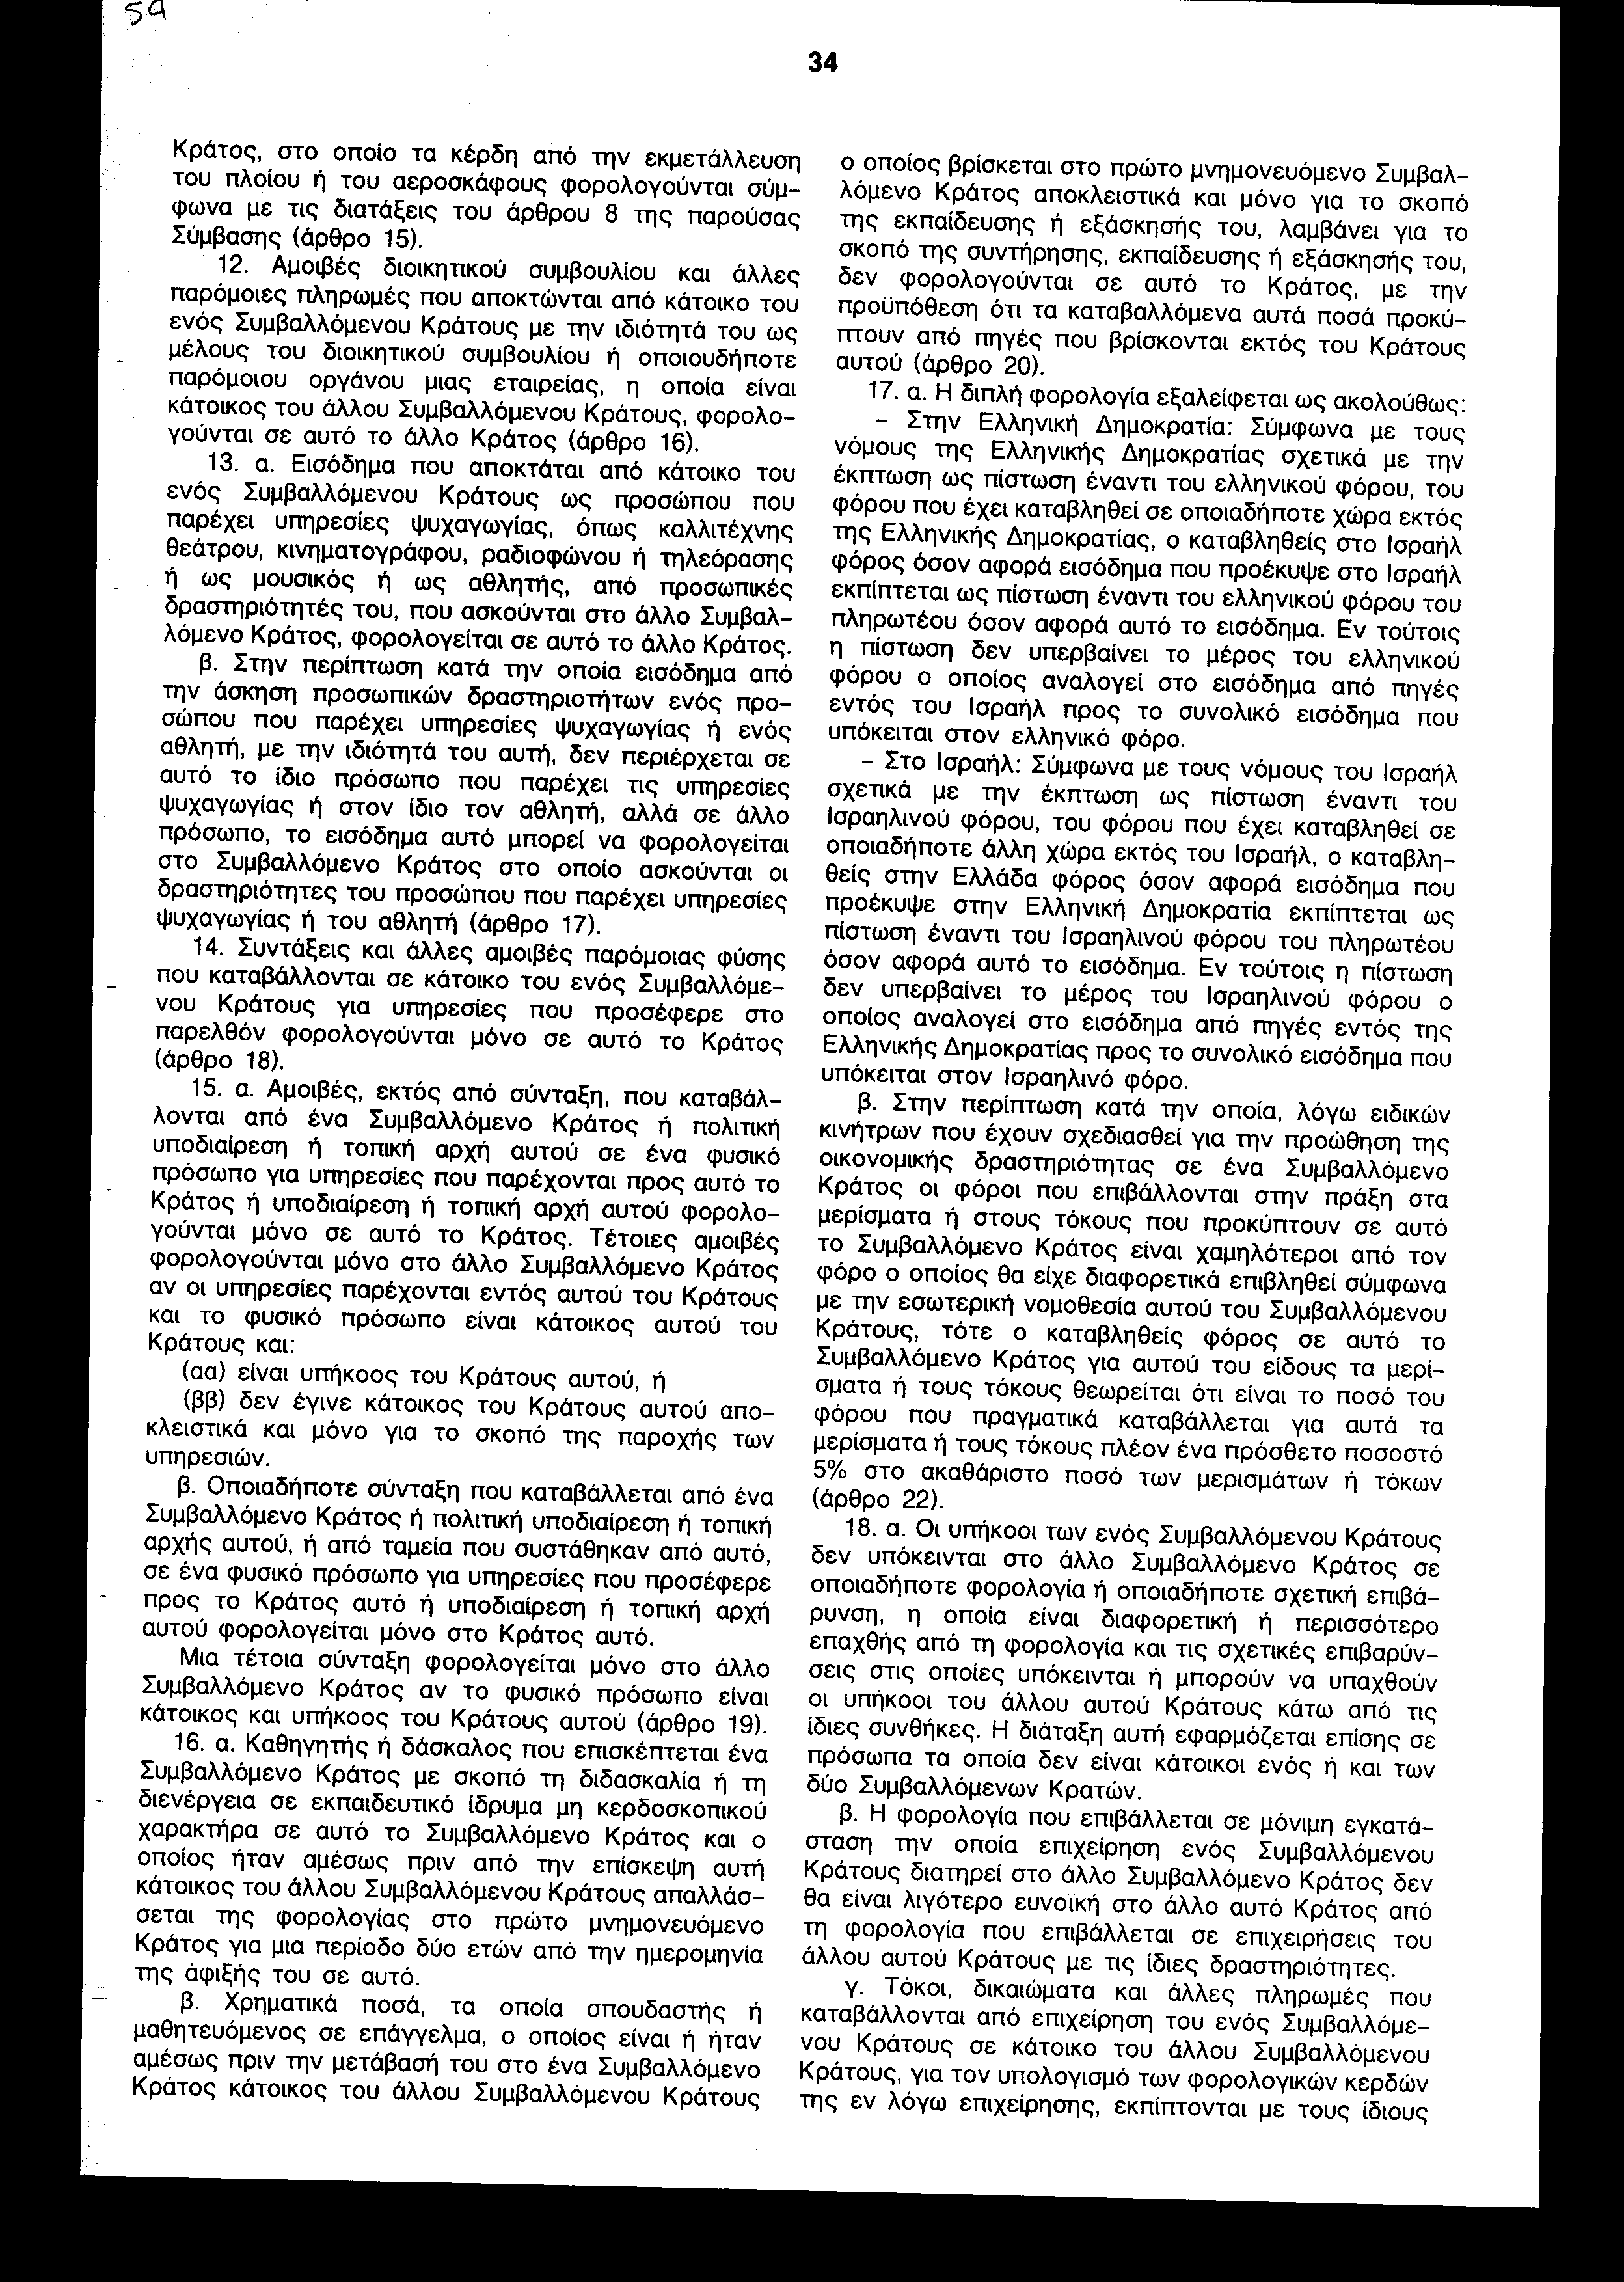 59
34
Κράτος, στο οποίο τα κέρδη από την εκμετάλλευση
του πλοίου ή του αεροσκάφους φορολογούνται σύμ-
φωνα με τις διατάξεις του άρθρου 8 της παρούσας
Σύμβασης (άρθρο 15).
12. Αμοιβές διοικητικού συμβουλίου και άλλες
παρόμοιες πληρωμές που αποκτώνται από κάτοικο του
ενός Συμβαλλόμενου Κράτους με την ιδιότητά του ως
μέλους του διοικητικού συμβουλίου ή οποιουδήποτε
παρόμοιου οργάνου μιας εταιρείας, η οποία είναι
κάτοικος του άλλου Συμβαλλόμενου Κράτους, φορολο-
γούνται σε αυτό το άλλο Κράτος (άρθρο 16).
13. α. Εισόδημα που αποκτάται από κάτοικο του
ενός Συμβαλλόμενου Κράτους ως προσώπου που
παρέχει υπηρεσίες ψυχαγωγίας, όπως καλλιτέχνης
θεάτρου, κινηματογράφου, ραδιοφώνου ή τηλεόρασης
ή ως μουσικός ή ως αθλητής, από προσωπικές
δραστηριότητές του, που ασκούνται στο άλλο Συμβαλ-
λόμενο Κράτος, φορολογείται σε αυτό το άλλο Κράτος.
β. Στην περίπτωση κατά την οποία εισόδημα από
την άσκηση προσωπικών δραστηριοτήτων ενός προ-
σώπου που παρέχει υπηρεσίες ψυχαγωγίας ή ενός
αθλητή, με την ιδιότητά του αυτή, δεν περιέρχεται σε
αυτό το ίδιο πρόσωπο που παρέχει τις υπηρεσίες
ψυχαγωγίας ή στον ίδιο τον αθλητή, αλλά σε άλλο
πρόσωπο, το εισόδημα αυτό μπορεί να φορολογείται
στο Συμβαλλόμενο Κράτος στο οποίο ασκούνται οι
δραστηριότητες του προσώπου που παρέχει υπηρεσίες
ψυχαγωγίας ή του αθλητή (άρθρο 17).
14. Συντάξεις και άλλες αμοιβές παρόμοιας φύσης
που καταβάλλονται σε κάτοικο του ενός Συμβαλλόμε-
νου Κράτους για υπηρεσίες που προσέφερε στο
παρελθόν φορολογούνται μόνο σε αυτό το Κράτος
(άρθρο 18).
15. α. Αμοιβές, εκτός από σύνταξη, που καταβάλ-
λονται από ένα Συμβαλλόμενο Κράτος ή πολιτική
υποδιαίρεση ή τοπική αρχή αυτού σε ένα φυσικό
πρόσωπο για υπηρεσίες που παρέχονται προς αυτό το
Κράτος ή υποδιαίρεση ή τοπική αρχή αυτού φορολο-
γούνται μόνο σε αυτό το Κράτος. Τέτοιες αμοιβές
φορολογούνται μόνο στο άλλο Συμβαλλόμενο Κράτος
αν οι υπηρεσίες παρέχονται εντός αυτού του Κράτους
και το φυσικό πρόσωπο είναι κάτοικος αυτού του
Κράτους και:
(αα) είναι υπήκοος του Κράτους αυτού, ή
(ββ) δεν έγινε κάτοικος του Κράτους αυτού απο-
κλειστικά και μόνο για το σκοπό της παροχής των
υπηρεσιών.
β. Οποιαδήποτε σύνταξη που καταβάλλεται από ένα
Συμβαλλόμενο Κράτος ή πολιτική υποδιαίρεση ή τοπική
αρχής αυτού, ή από ταμεία που συστάθηκαν από αυτό,
σε ένα φυσικό πρόσωπο για υπηρεσίες που προσέφερε
προς το Κράτος αυτό ή υποδιαίρεση ή τοπική αρχή
αυτού φορολογείται μόνο στο Κράτος αυτό.
Μια τέτοια σύνταξη φορολογείται μόνο στο άλλο
Συμβαλλόμενο Κράτος αν το φυσικό πρόσωπο είναι
κάτοικος και υπήκοος του Κράτους αυτού (άρθρο 19).
16. α. Καθηγητής ή δάσκαλος που επισκέπτεται ένα
Συμβαλλόμενο Κράτος με σκοπό τη διδασκαλία ή τη
διενέργεια σε εκπαιδευτικό ίδρυμα μη κερδοσκοπικού
χαρακτήρα σε αυτό το Συμβαλλόμενο Κράτος και ο
οποίος ήταν αμέσως πριν από την επίσκεψη αυτή
κάτοικος του άλλου Συμβαλλόμενου Κράτους απαλλάσ-
σεται της φορολογίας στο πρώτο μνημονευόμενο
Κράτος για μια περίοδο δύο ετών από την ημερομηνία
της άφιξής του σε αυτό.
β. Χρηματικά ποσά, τα οποία σπουδαστής ή
μαθητευόμενος σε επάγγελμα, ο οποίος είναι ή ήταν
αμέσως πριν την μετάβασή του στο ένα Συμβαλλόμενο
Κράτος κάτοικος του άλλου Συμβαλλόμενου Κράτους
ο οποίος βρίσκεται στο πρώτο μνημονευόμενο Συμβαλ-
λόμενο Κράτος αποκλειστικά και μόνο για το σκοπό
της εκπαίδευσης ή εξάσκησής του, λαμβάνει για το
σκοπό της συντήρησης, εκπαίδευσης ή εξάσκησής του,
δεν φορολογούνται σε αυτό το Κράτος, με την
προϋπόθεση ότι τα καταβαλλόμενα αυτά ποσά προκύ-
πτουν από πηγές που βρίσκονται εκτός του Κράτους
αυτού (άρθρο 20).
17. α. Η διπλή φορολογία εξαλείφεται ως ακολούθως:
– Στην Ελληνική Δημοκρατία: Σύμφωνα με τους
νόμους της Ελληνικής Δημοκρατίας σχετικά με την
έκπτωση ως πίστωση έναντι του ελληνικού φόρου, του
φόρου που έχει καταβληθεί σε οποιαδήποτε χώρα εκτός
της Ελληνικής Δημοκρατίας, ο καταβληθείς στο Ισραήλ
φόρος όσον αφορά εισόδημα που προέκυψε στο Ισραήλ
εκπίπτεται ως πίστωση έναντι του ελληνικού φόρου του
πληρωτέου όσον αφορά αυτό το εισόδημα. Εν τούτοις
η πίστωση δεν υπερβαίνει το μέρος του ελληνικού
φόρου ο οποίος αναλογεί στο εισόδημα από πηγές
εντός του Ισραήλ προς το συνολικό εισόδημα που
υπόκειται στον ελληνικό φόρο.
– Στο Ισραήλ: Σύμφωνα με τους νόμους του Ισραήλ
σχετικά με την έκπτωση ως πίστωση έναντι του
Ισραηλινού φόρου, του φόρου που έχει καταβληθεί σε
οποιαδήποτε άλλη χώρα εκτός του Ισραήλ, ο καταβλη-
θείς στην Ελλάδα φόρος όσον αφορά εισόδημα που
προέκυψε στην Ελληνική Δημοκρατία εκπίπτεται ως
πίστωση έναντι του Ισραηλινού φόρου του πληρωτέου
όσον αφορά αυτό το εισόδημα. Εν τούτοις η πίστωση
δεν υπερβαίνει το μέρος του Ισραηλινού φόρου ο
οποίος αναλογεί στο εισόδημα από πηγές εντός της
Ελληνικής Δημοκρατίας προς το συνολικό εισόδημα που
υπόκειται στον Ισραηλινό φόρο.
β. Στην περίπτωση κατά την οποία, λόγω ειδικών
κινήτρων που έχουν σχεδιασθεί για την προώθηση της
οικονομικής δραστηριότητας σε ένα Συμβαλλόμενο
Κράτος οι φόροι που επιβάλλονται στην πράξη στα
μερίσματα ή στους τόκους που προκύπτουν σε αυτό
το Συμβαλλόμενο Κράτος είναι χαμηλότεροι από τον
φόρο ο οποίος θα είχε διαφορετικά επιβληθεί σύμφωνα
με την εσωτερική νομοθεσία αυτού του Συμβαλλόμενου
Κράτους, τότε ο καταβληθείς φόρος σε αυτό το
Συμβαλλόμενο Κράτος για αυτού του είδους τα μερί-
σματα ή τους τόκους θεωρείται ότι είναι το ποσό του
φόρου που πραγματικά καταβάλλεται για αυτά τα
μερίσματα ή τους τόκους πλέον ένα πρόσθετο ποσοστό
5% στο ακαθάριστο ποσό των μερισμάτων ή τόκων
(άρθρο 22).
18. α. Οι υπήκοοι των ενός Συμβαλλόμενου Κράτους
δεν υπόκεινται στο άλλο Συμβαλλόμενο Κράτος σε
οποιαδήποτε φορολογία ή οποιαδήποτε σχετική επιβά-
ρυνση, η οποία είναι διαφορετική ή περισσότερο
επαχθής από τη φορολογία και τις σχετικές επιβαρύν-
σεις στις οποίες υπόκεινται ή μπορούν να υπαχθούν
οι υπήκοοι του άλλου αυτού Κράτους κάτω από τις
ίδιες συνθήκες. Η διάταξη αυτή εφαρμόζεται επίσης σε
πρόσωπα τα οποία δεν είναι κάτοικοι ενός ή και των
δύο Συμβαλλόμενων Κρατών.
β. Η φορολογία που επιβάλλεται σε μόνιμη εγκατά-
σταση την οποία επιχείρηση ενός Συμβαλλόμενου
Κράτους διατηρεί στο άλλο Συμβαλλόμενο Κράτος δεν
θα είναι λιγότερο ευνοϊκή στο άλλο αυτό Κράτος από
τη φορολογία που επιβάλλεται σε επιχειρήσεις του
άλλου αυτού Κράτους με τις ίδιες δραστηριότητες.
γ. Τόκοι, δικαιώματα και άλλες πληρωμές που
καταβάλλονται από επιχείρηση του ενός Συμβαλλόμε-
νου Κράτους σε κάτοικο του άλλου Συμβαλλόμενου
Κράτους, για τον υπολογισμό των φορολογικών κερδών
της εν λόγω επιχείρησης, εκπίπτονται με τους ίδιους